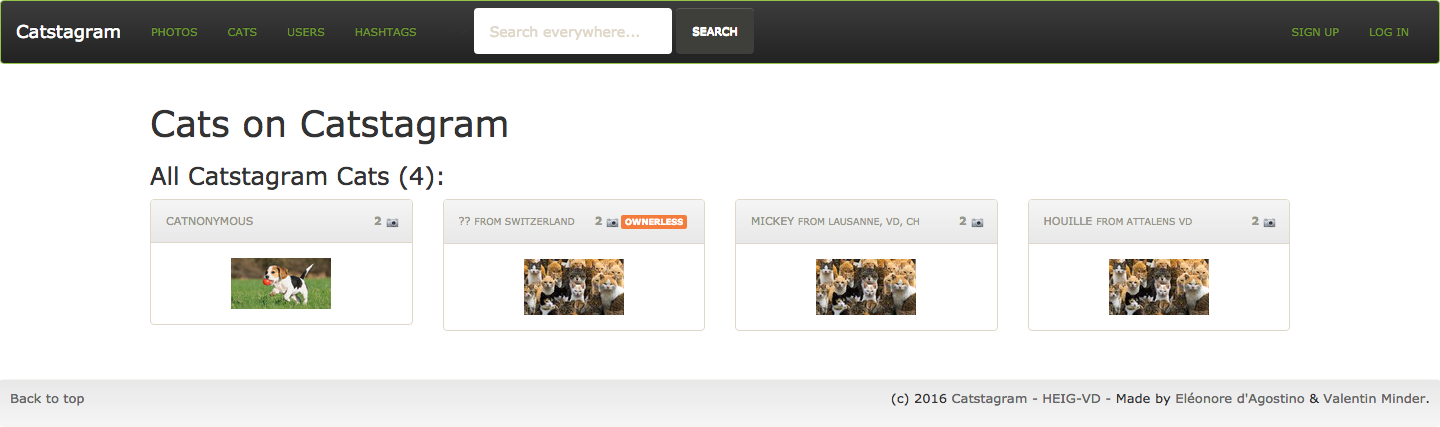 Catstagram PHOTOS CATS USERS HASHTAGS Search everywhere... SEARCH SIGN UP LOG IN
Cats on Catstagram
All Catstagram Cats (4):
CATNONYMOUS 2
?? FROM SWITZERLAND 2 OWNERLESS
MICKEY FROM LAUSANNE, VD, CH 2
HOUILLE FROM ATTALENS VD 2
Back to top (c) 2016 Catstagram - HEIG-VD - Made by Eléonore d'Agostino & Valentin Minder.